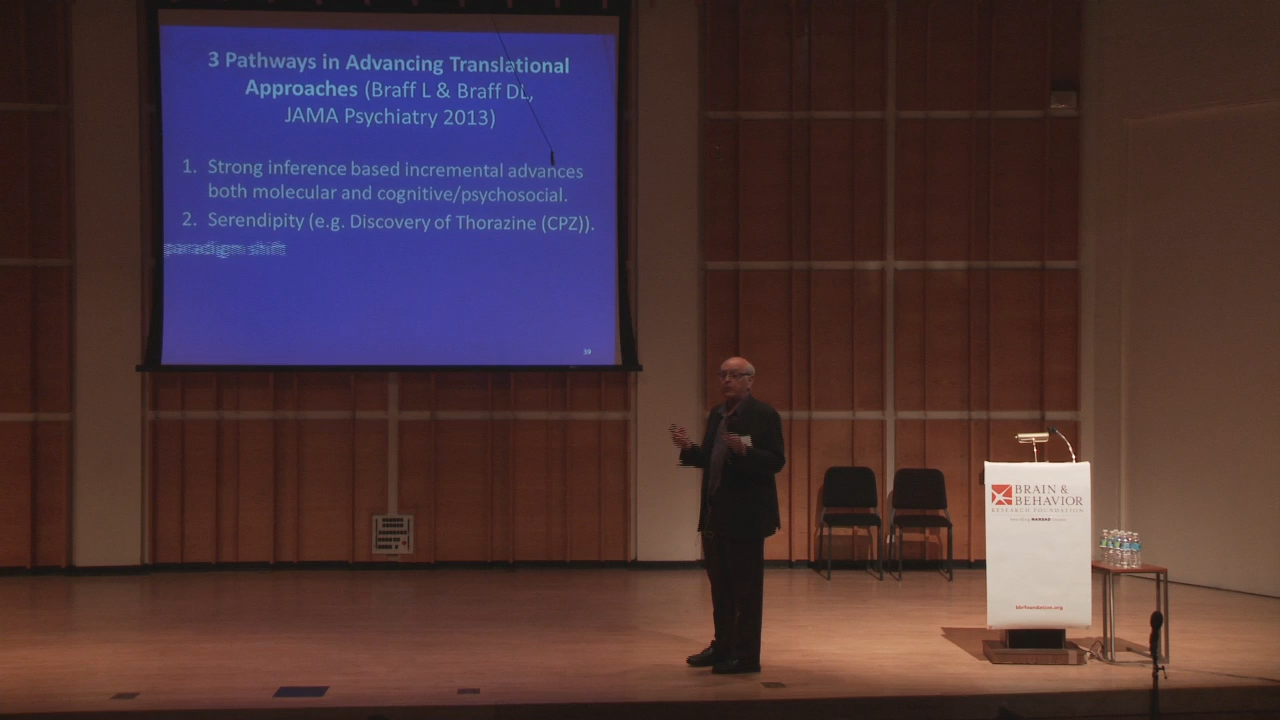 3 Pathways in Advancing Translational
Approaches (Braff L & Braff DL,
JAMA Psychiatry 2013)
1. Strong inference based incremental advances
both molecular and cognitive/psychosocial.
2. Serendipity (e.g. Discovery of Thorazine (CPZ)).
paradigm shift
39
BRAIN &
BEHAVIOR
RESEARCH FOUNDATION
bbrfoundation.org